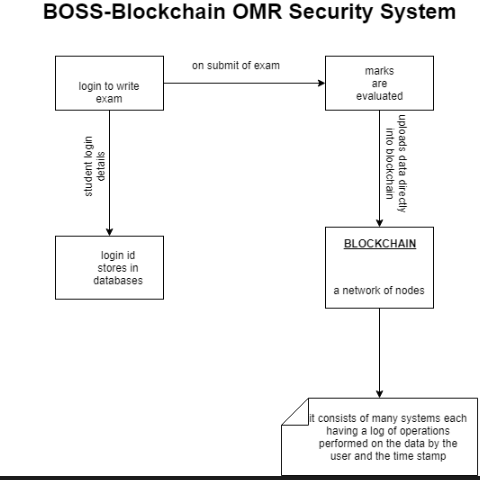 BOSS-Blockchain OMR Security System
on submit of exam
login to write
exam
marks
are
evaluated
student login
details
uploads data directly
into blockchain
login id
stores in
databases
BLOCKCHAIN
a network of nodes
it consists of many systems each
having a log of operations
performed on the data by the
user and the time stamp